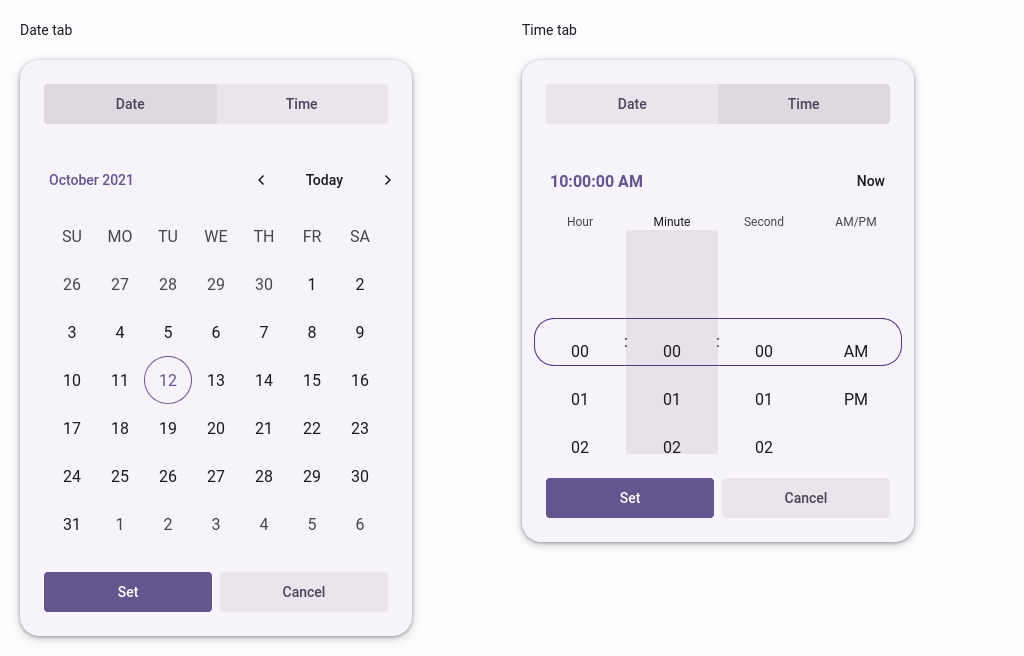 Date tab
Date Time
October 2021 Today
SU MO TU WE TH FR SA
26 27 28 29 30 1 2
3 4 5 6 7 8 9
10 11 12 13 14 15 16
17 18 19 20 21 22 23
24 25 26 27 28 29 30
31 1 2 3 4 5 6
Set Cancel
Time tab
Date Time
10:00:00 AM Now
Hour Minute Second AM/PM
00 : 00 : 00 AM
01 01 01 PM
02 02 02
Set Cancel